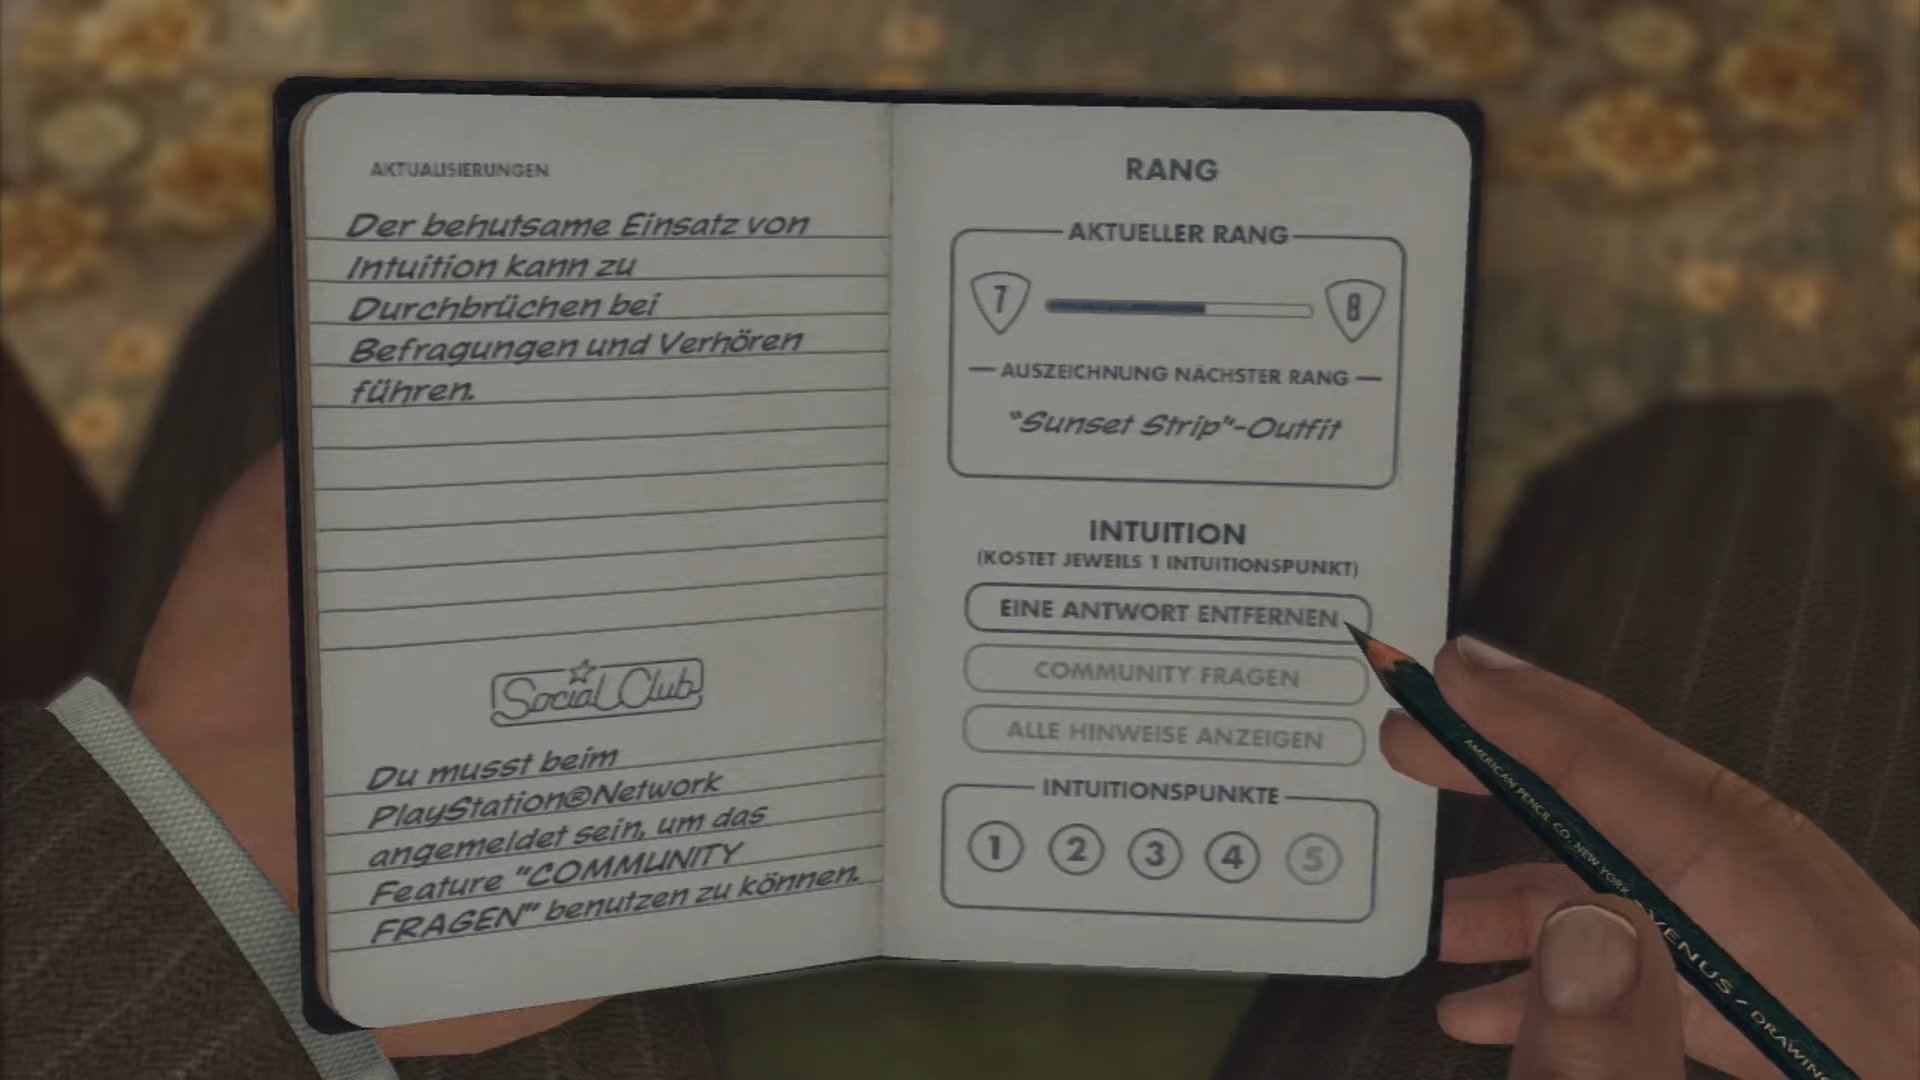 AKTUALISIERUNGEN
Der behutsame Einsatz von
Intuition kann zu
Durchbrüchen bei
Befragungen und Verhören
führen.
Social Club
Du musst beim
PlayStation®Network
angemeldet sein, um das
Feature "COMMUNITY
FRAGEN" benutzen zu können.
RANG
AKTUELLER RANG
7 8
AUSZEICHNUNG NÄCHSTER RANG
"Sunset Strip"-Outfit
INTUITION
(KOSTET JEWEILS 1 INTUITIONSPUNKT)
EINE ANTWORT ENTFERNEN
COMMUNITY FRAGEN
ALLE HINWEISE ANZEIGEN
INTUITIONSPUNKTE
1 2 3 4 5
AMERICAN PENCIL CO. NEW YORK VENUS / DRAWING